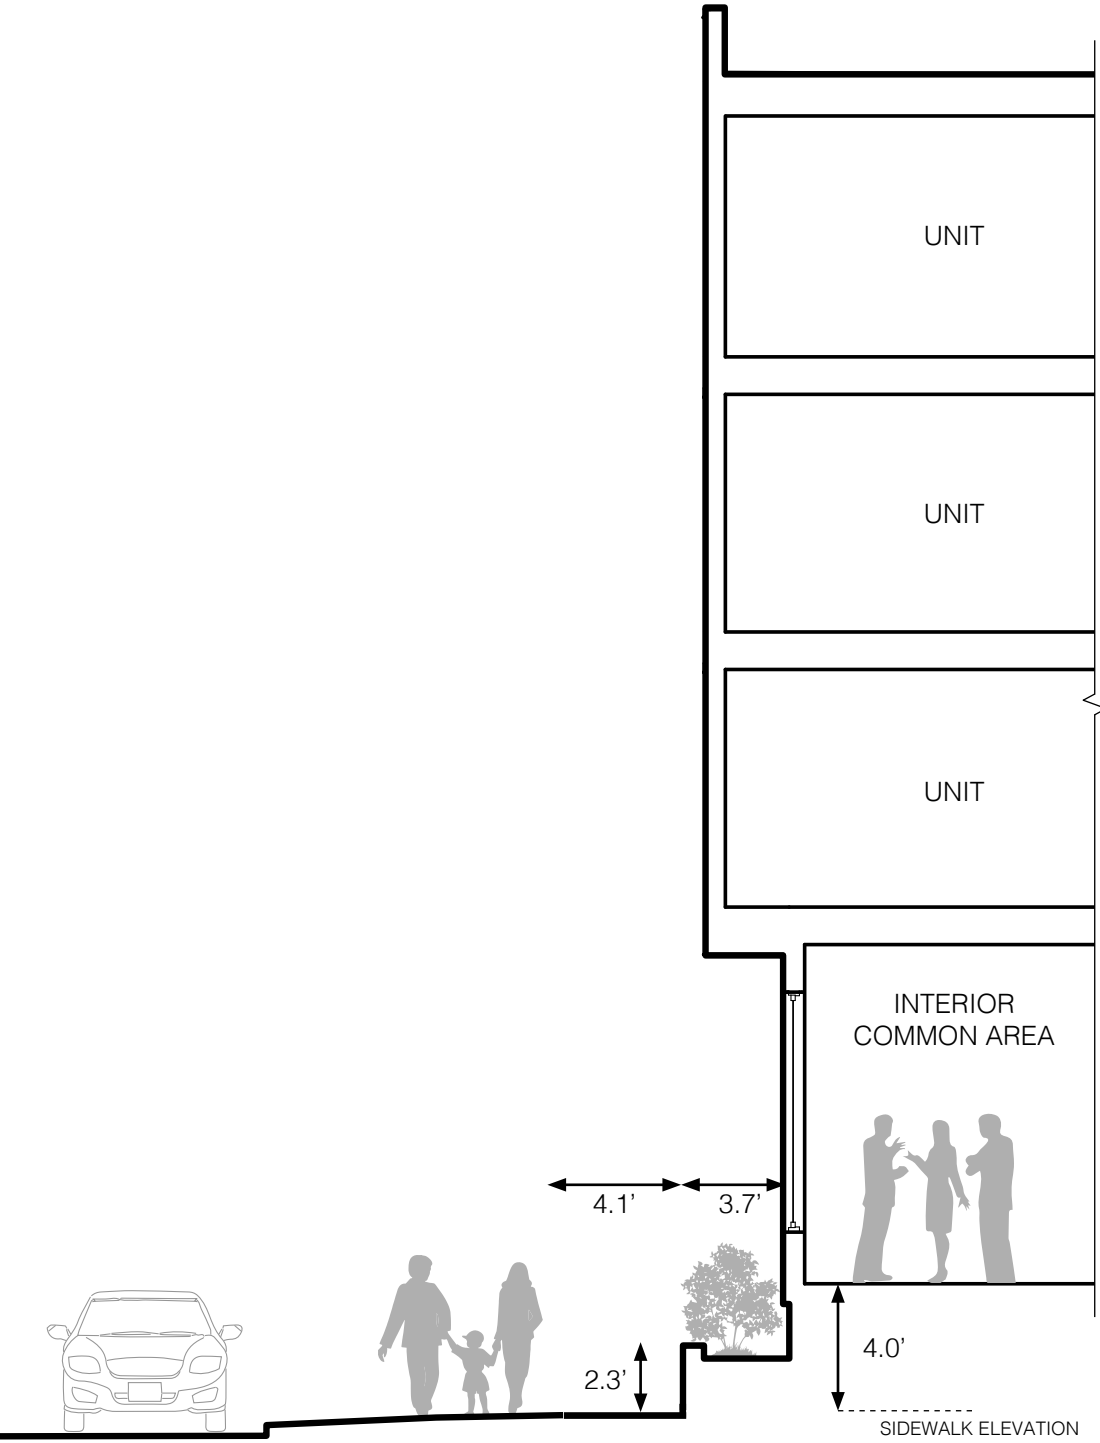 UNIT
UNIT
UNIT
INTERIOR
COMMON AREA
4.1’
3.7’
4.0’
2.3’
SIDEWALK ELEVATION